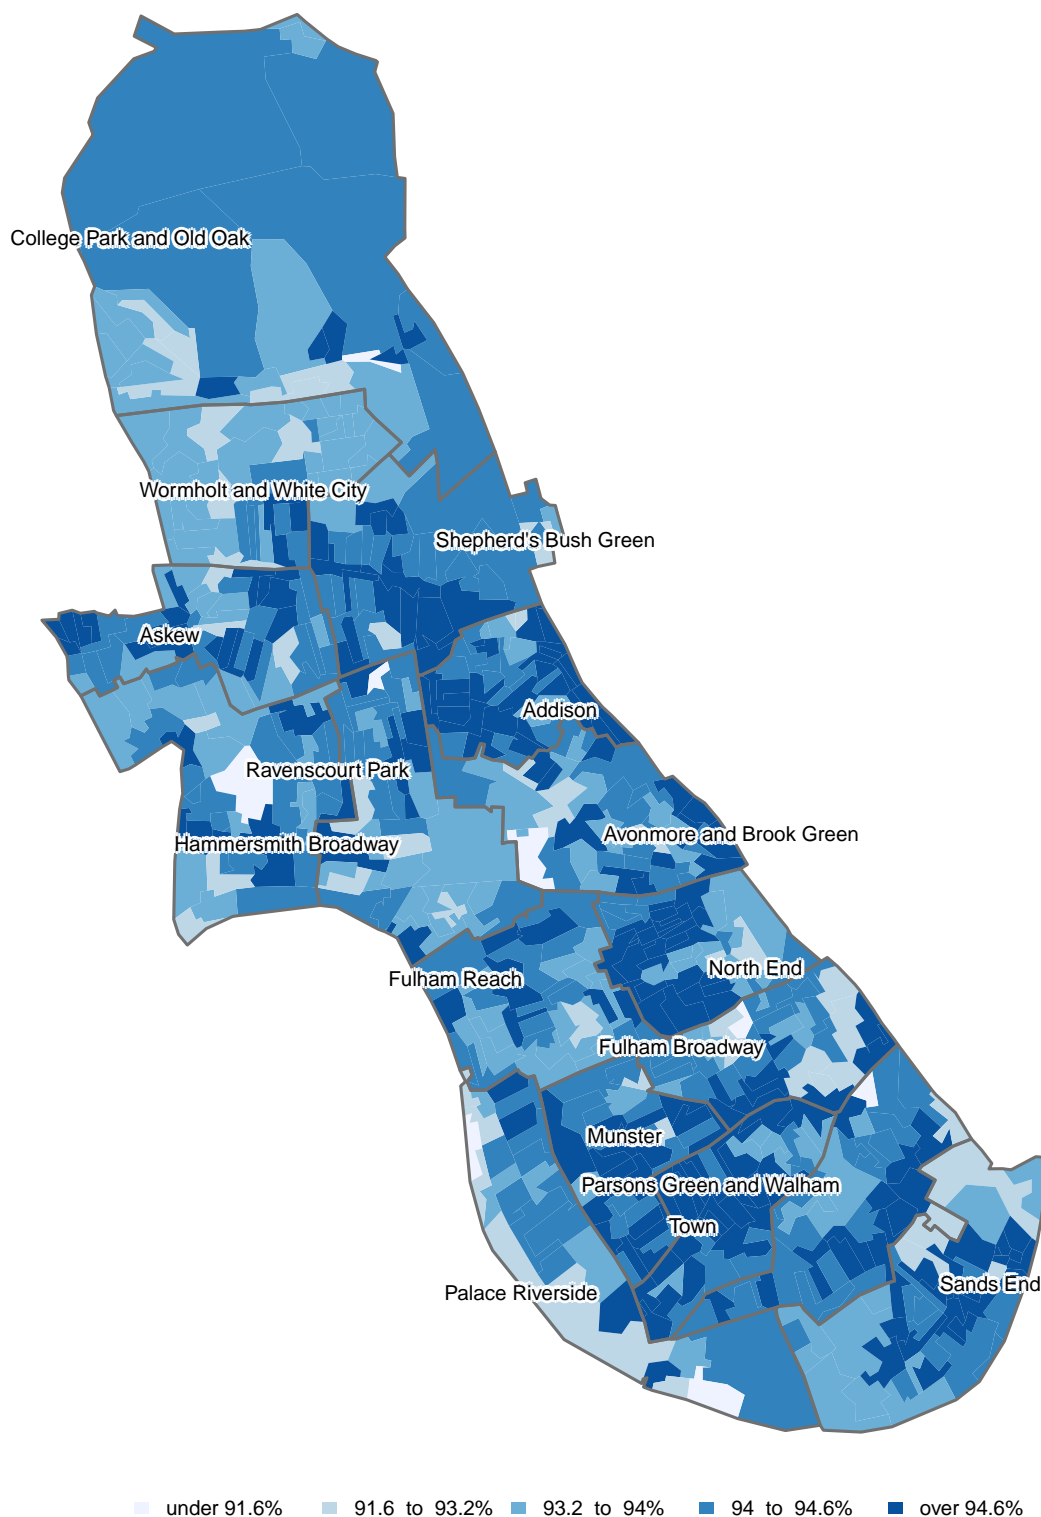 College Park and Old Oak
Wormholt and White City
Shepherd's Bush Green
Askew
Addison
Ravenscourt Park
Avonmore and Brook Green
Hammersmith Broadway
North End
Fulham Reach
Fulham Broadway
Munster
Parsons Green and Walham
Town
Sands End
Palace Riverside
under 91.6%
91.6 to 93.2%
93.2 to 94%
94 to 94.6%
over 94.6%